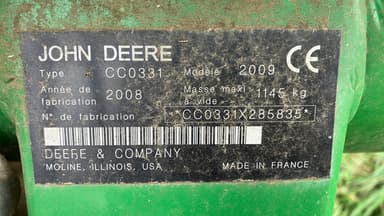 JOHN DEERE CE
Type CC0331 Modèle 2009
Année de fabrication 2008 Masse maxi à vide 1145 kg
N° de fabrication *CC0331X285835*
DEERE & COMPANY
MOLINE, ILLINOIS, USA MADE IN FRANCE